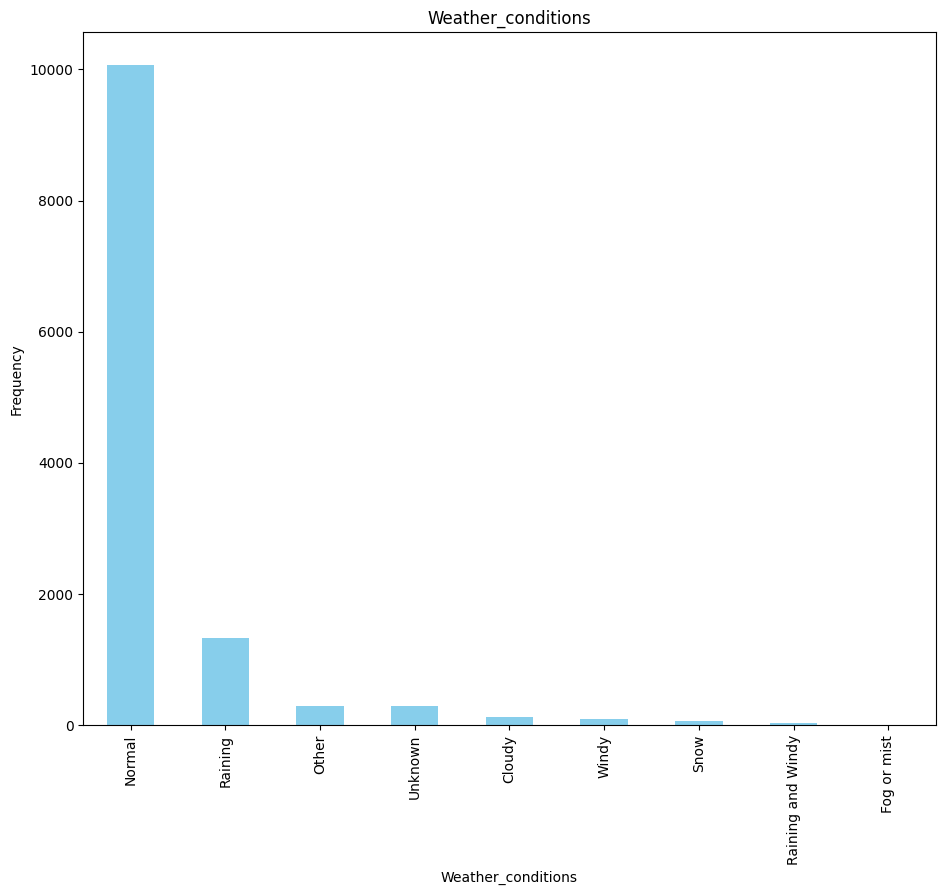 Weather_conditions
10000
8000
6000
4000
2000
0
Frequency
Normal
Raining
Other
Unknown
Cloudy
Windy
Snow
Raining and Windy
Fog or mist
Weather_conditions